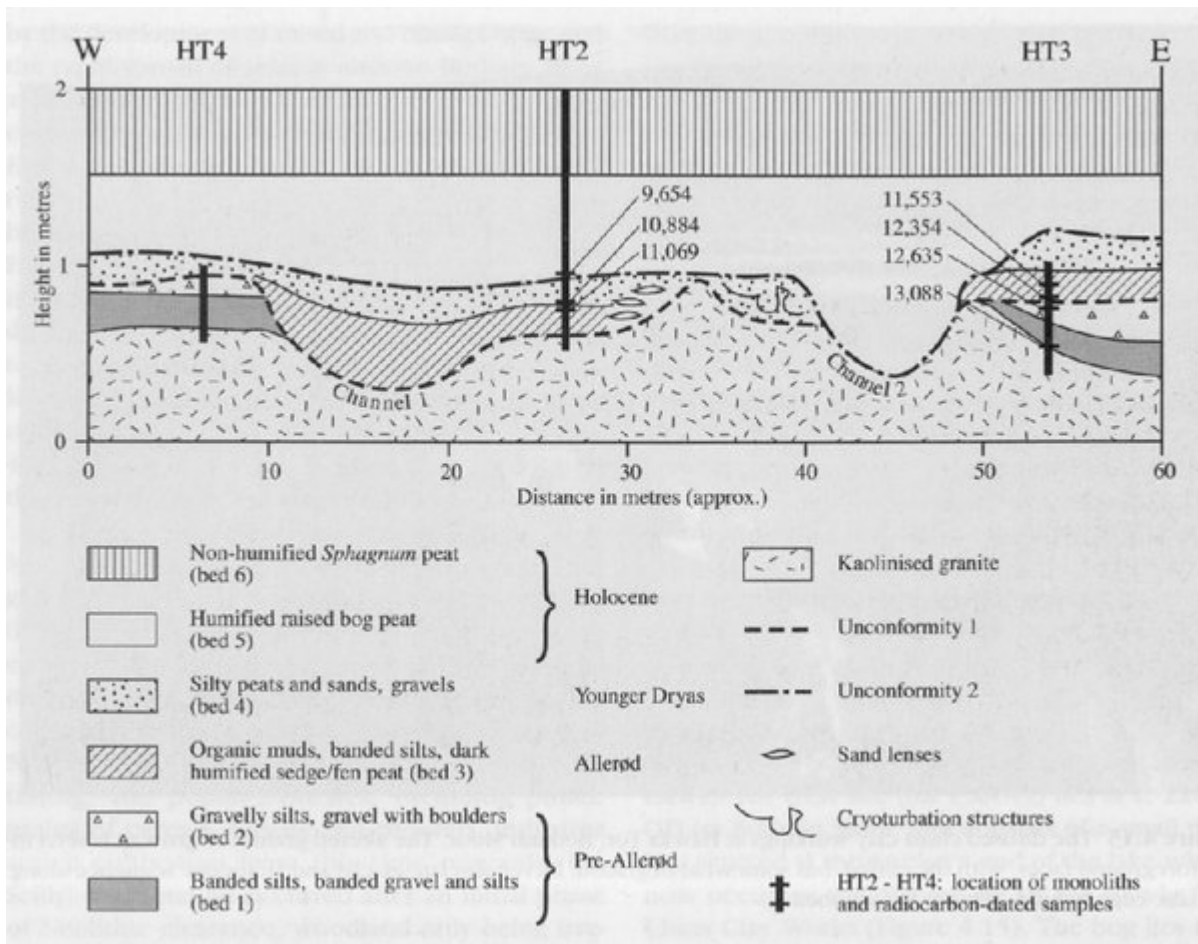 W
HT4
HT2
HT3
E
2
1
0
Height in metres
9,654
10,884
11,069
11,553
12,354
12,635
13,088
Channel 1
Channel 2
0
10
20
30
40
50
60
Distance in metres (approx.)
Non-humified Sphagnum peat
(bed 6)
Humified raised bog peat
(bed 5)
Holocene
Silty peats and sands, gravels
(bed 4)
Younger Dryas
Organic muds, banded silts, dark
humified sedge/fen peat (bed 3)
Allerød
Gravelly silts, gravel with boulders
(bed 2)
Banded silts, banded gravel and silts
(bed 1)
Pre-Allerød
Kaolinised granite
Unconformity 1
Unconformity 2
Sand lenses
Cryoturbation structures
HT2 - HT4: location of monoliths
and radiocarbon-dated samples